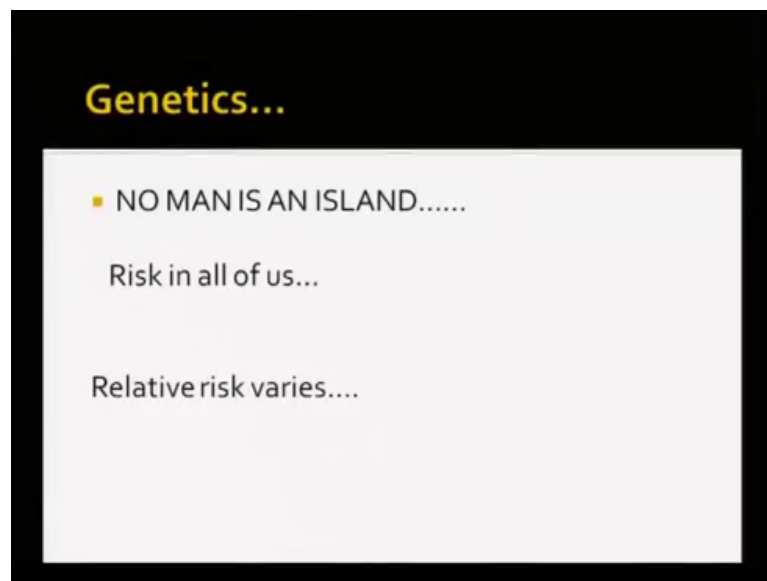 Genetics...
▪ NO MAN IS AN ISLAND......
Risk in all of us...
Relative risk varies....